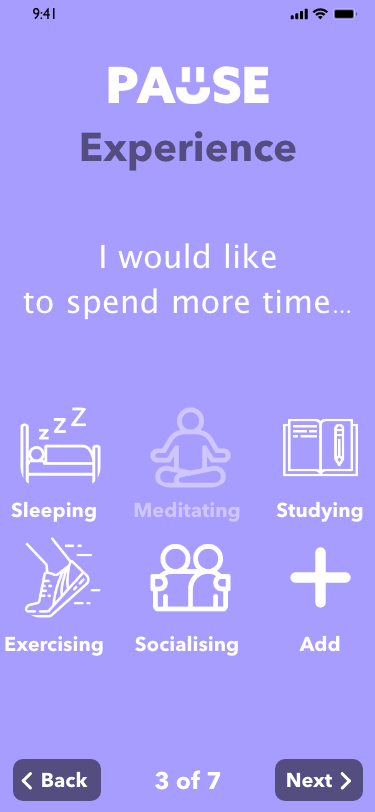 9:41
PAUSE
Experience
I would like
to spend more time...
z z Z
Sleeping Meditating Studying
Exercising Socialising Add
Back 3 of 7 Next